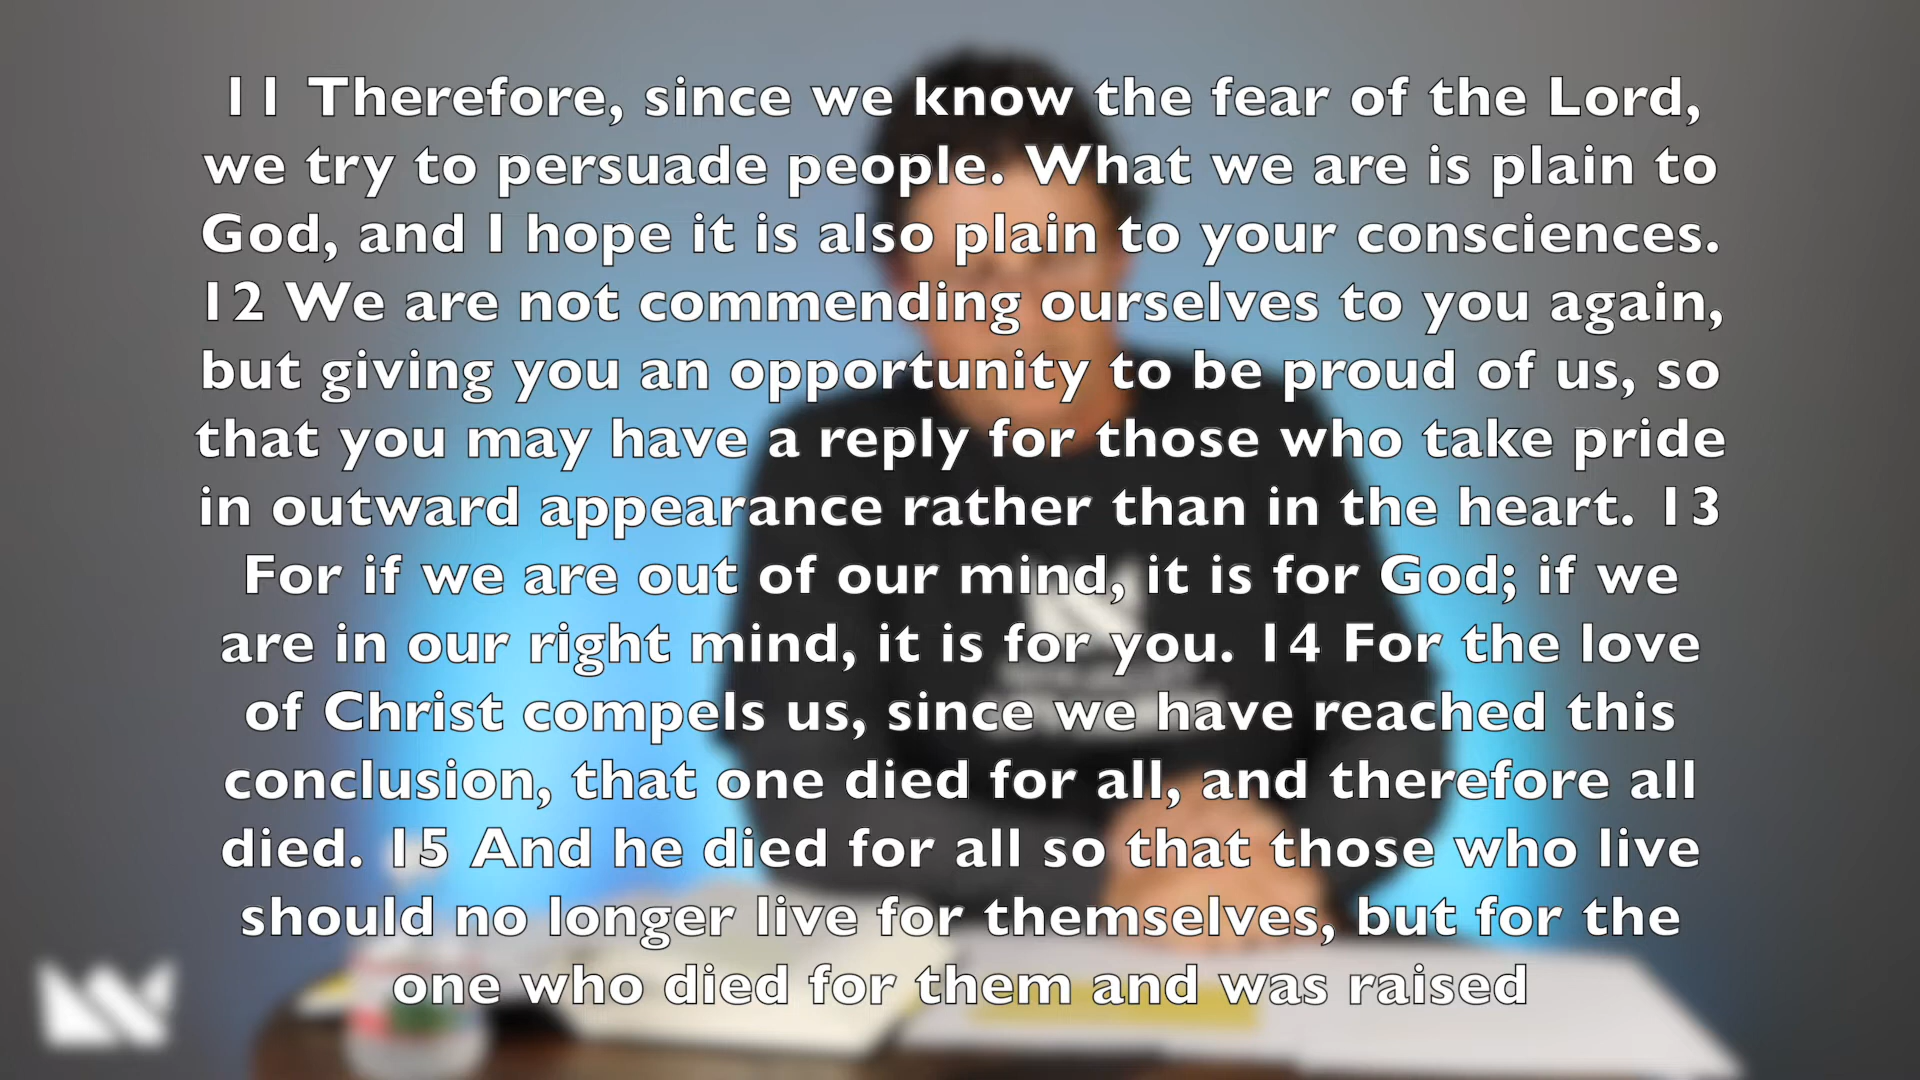 11 Therefore, since we know the fear of the Lord,
we try to persuade people. What we are is plain to
God, and I hope it is also plain to your consciences.
12 We are not commending ourselves to you again,
but giving you an opportunity to be proud of us, so
that you may have a reply for those who take pride
in outward appearance rather than in the heart. 13
For if we are out of our mind, it is for God; if we
are in our right mind, it is for you. 14 For the love
of Christ compels us, since we have reached this
conclusion, that one died for all, and therefore all
died. 15 And he died for all so that those who live
should no longer live for themselves, but for the
one who died for them and was raised